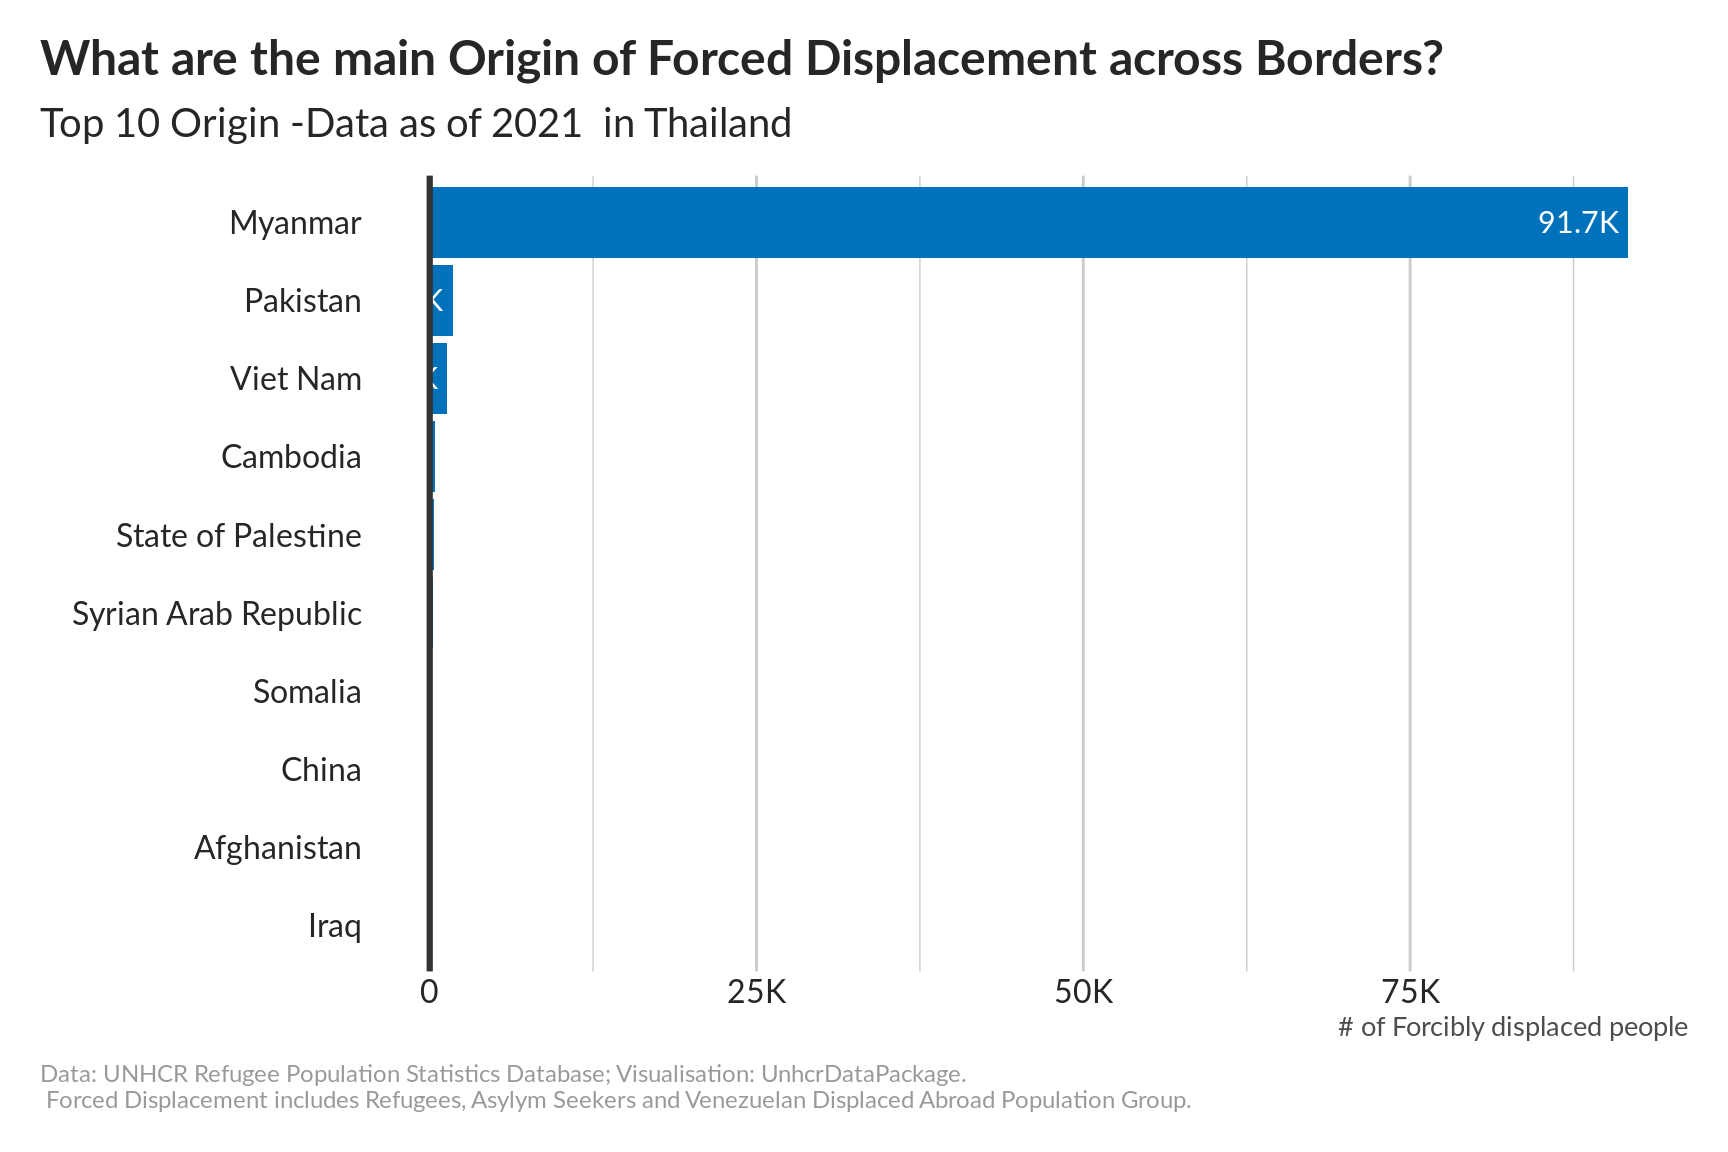 What are the main Origin of Forced Displacement across Borders?
Top 10 Origin -Data as of 2021  in Thailand
Myanmar
91.7K
Pakistan
K
Viet Nam
Cambodia
State of Palestine
Syrian Arab Republic
Somalia
China
Afghanistan
Iraq
0 25K 50K 75K
# of Forcibly displaced people
Data: UNHCR Refugee Population Statistics Database; Visualisation: UnhcrDataPackage.
Forced Displacement includes Refugees, Asylym Seekers and Venezuelan Displaced Abroad Population Group.